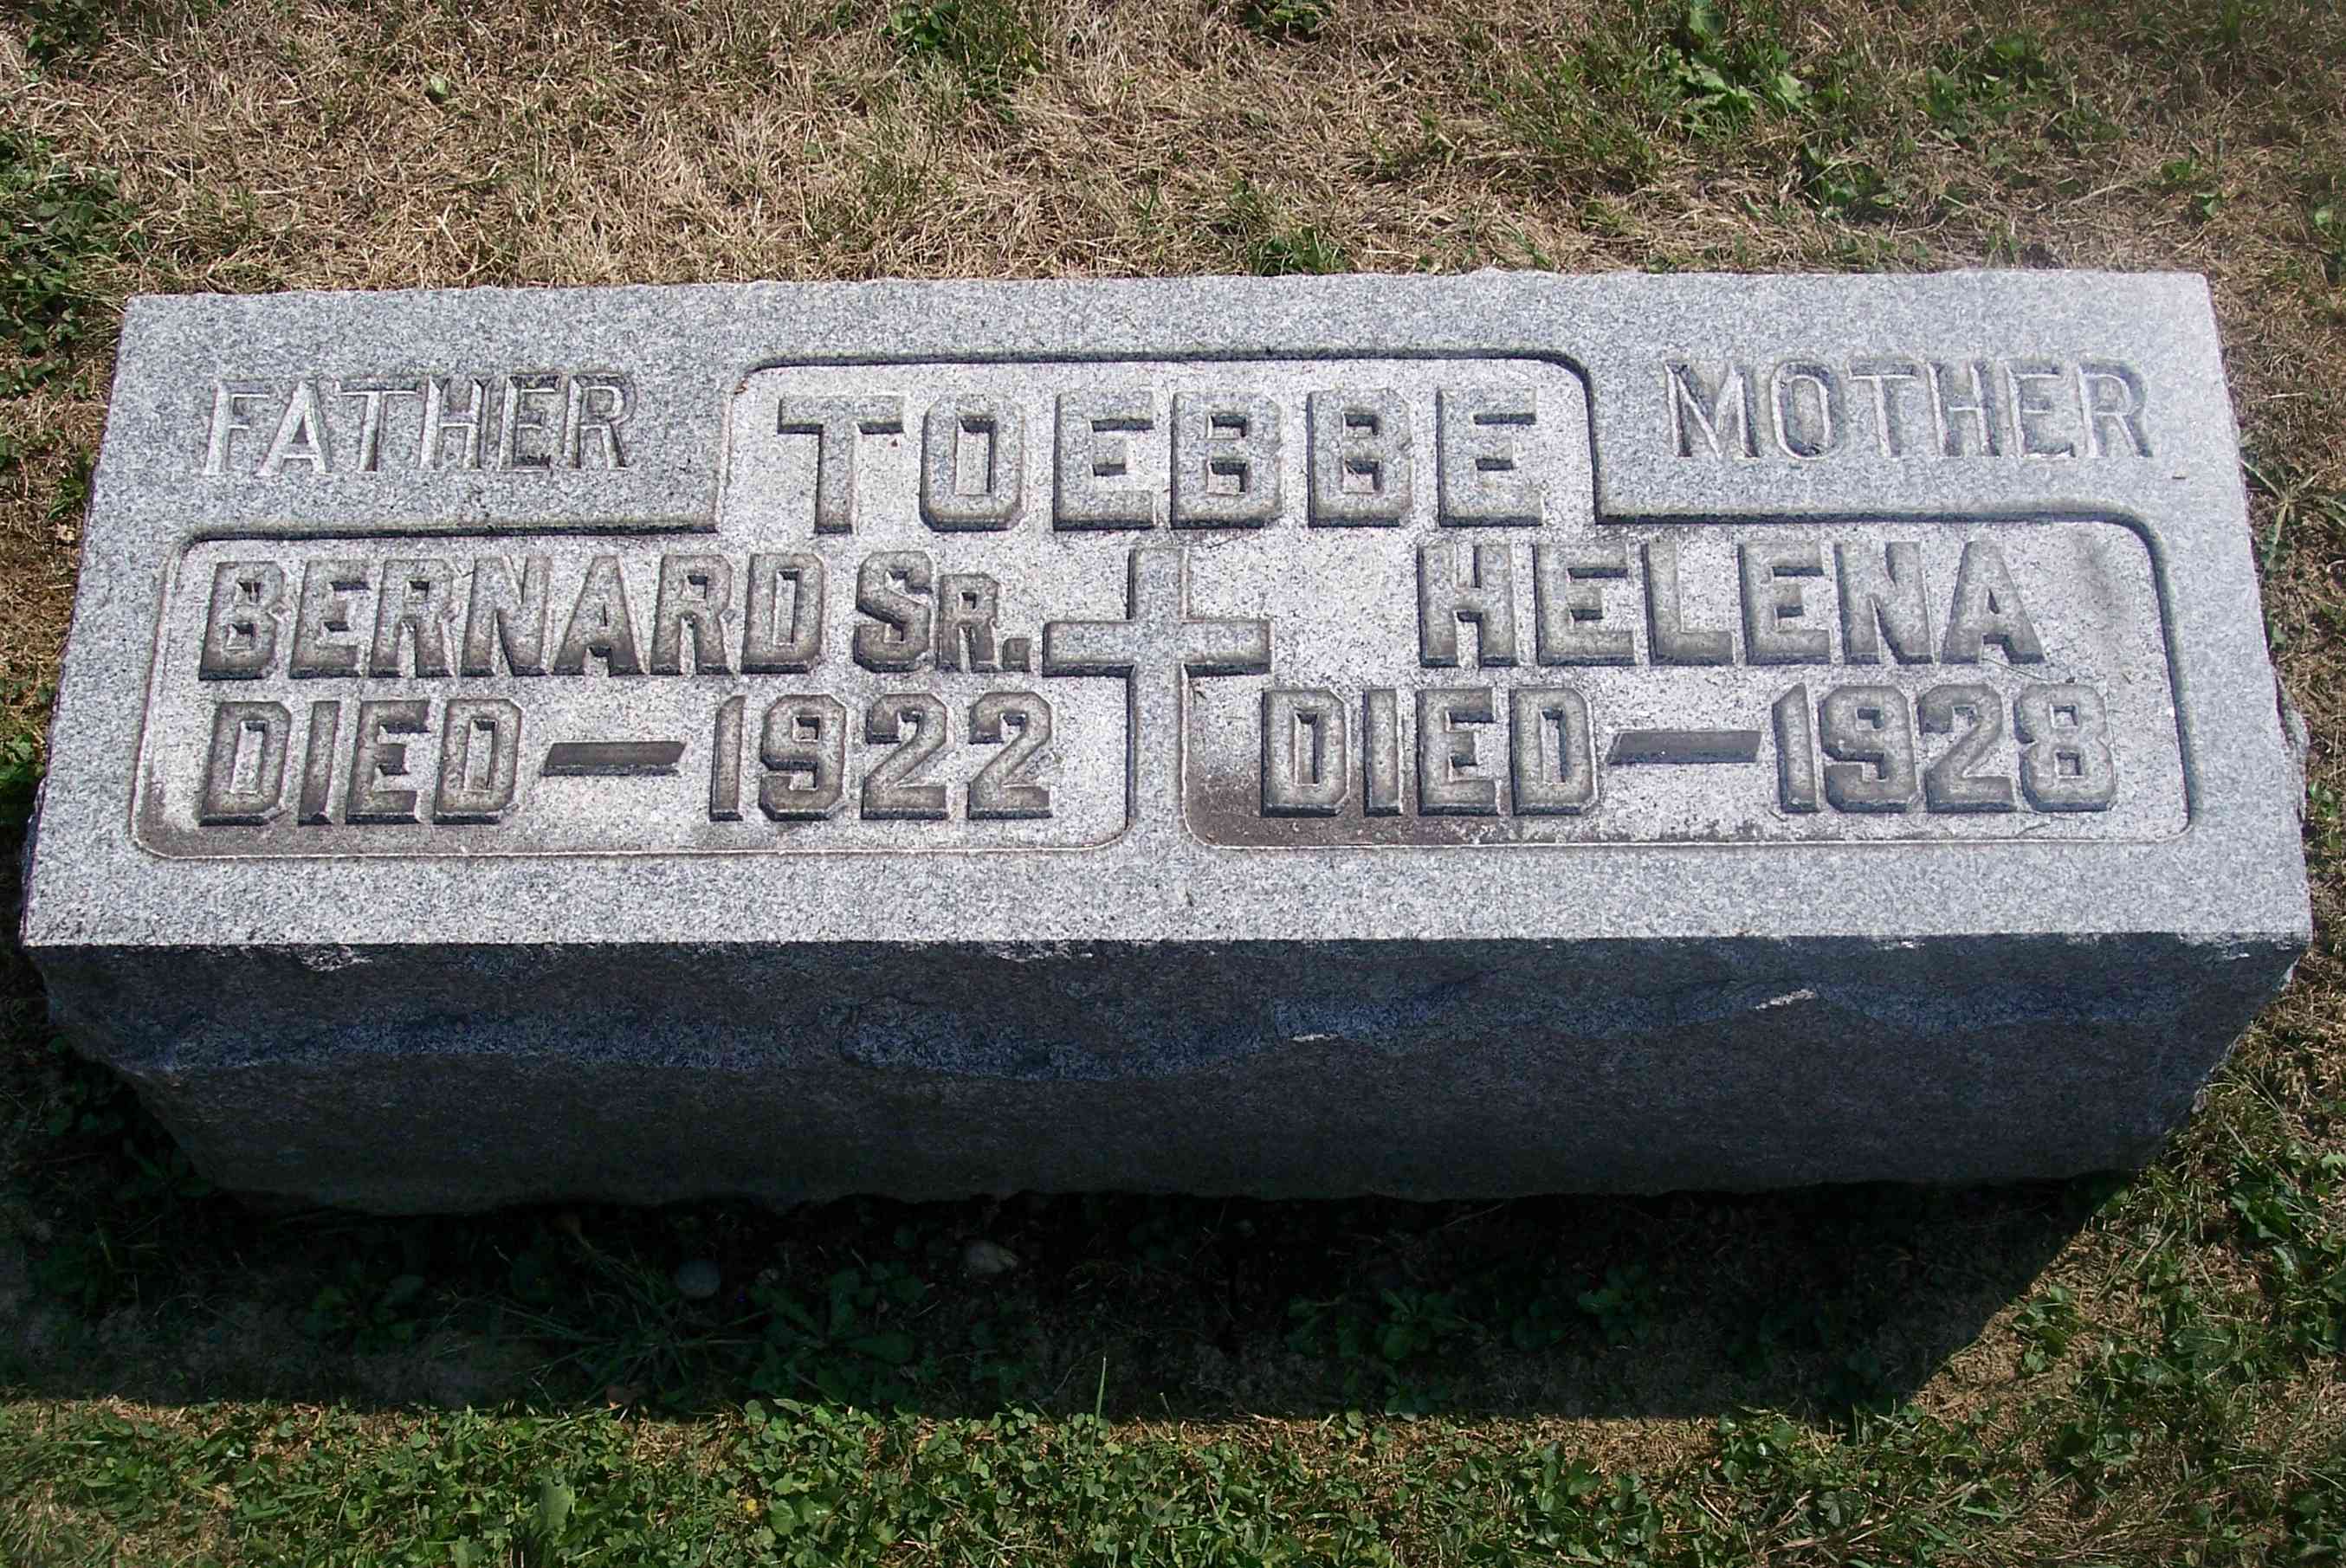 FATHER TOEBBE MOTHER
BERNARD SR. HELENA
DIED — 1922 DIED — 1928